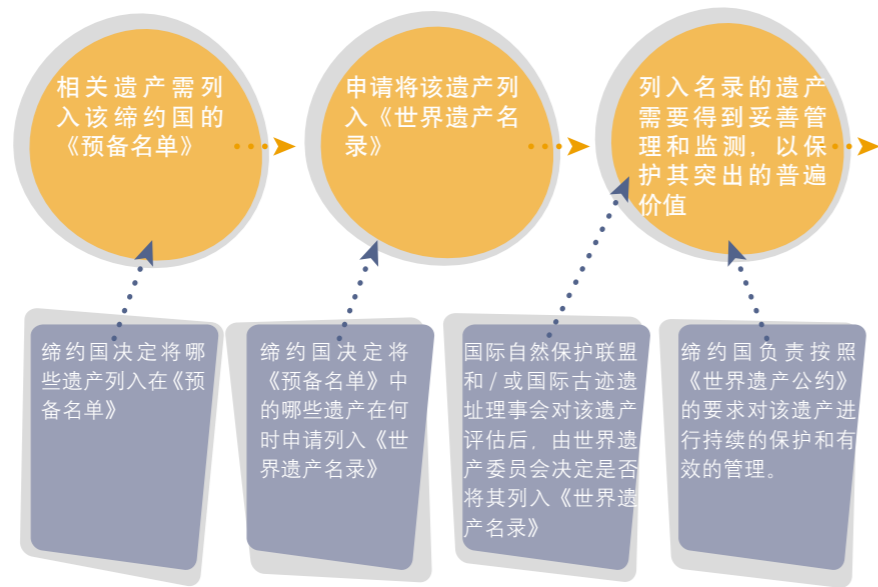 相关遗产需列
入该缔约国的
《预备名单》
申请将该遗产列
入《世界遗产名
录》
列入名录的遗产
需要得到妥善管
理和监测，以保
护其突出的普遍
价值
缔约国决定将哪
些遗产列入在《预
备名单》
缔约国决定将
《预备名单》中
的哪些遗产在何
时申请列入《世
界遗产名录》
国际自然保护联盟
和/或国际古迹遗
址理事会对该遗产
评估后，由世界遗
产委员会决定是否
将其列入《世界遗
产名录》
缔约国负责按照
《世界遗产公约》
的要求对该遗产进
行持续的保护和有
效的管理。